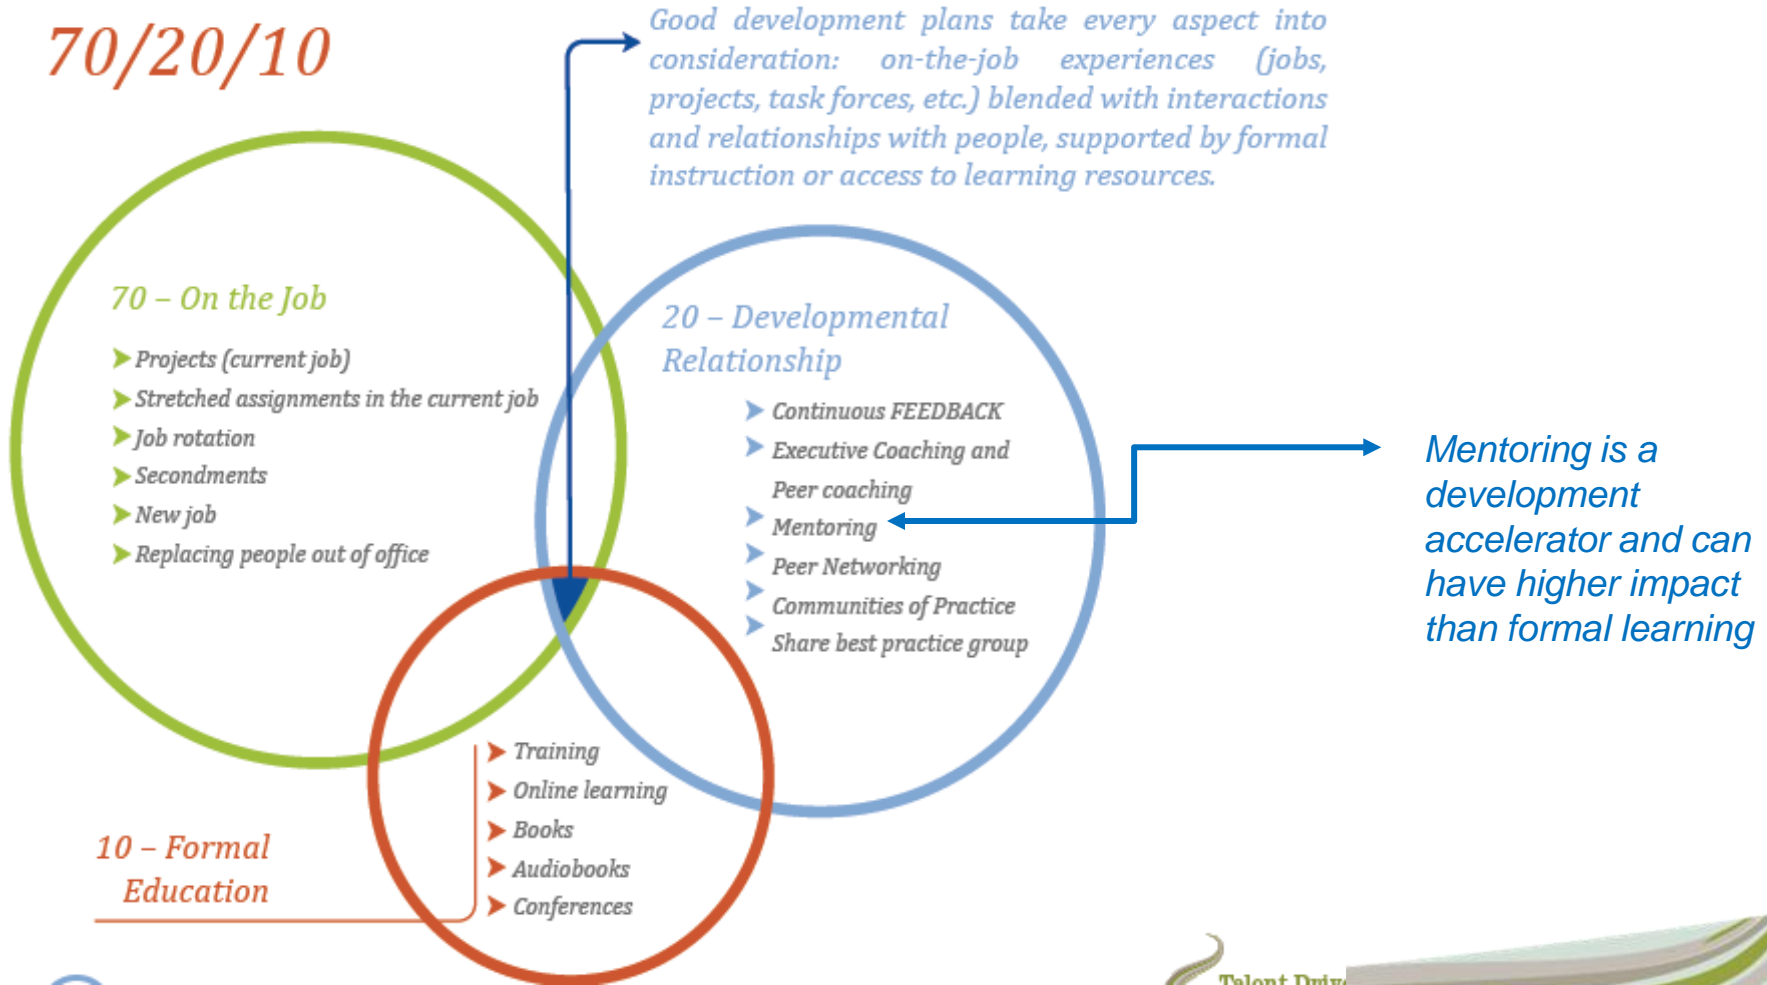 70/20/10
Good development plans take every aspect into
consideration: on-the-job experiences (jobs,
projects, task forces, etc.) blended with interactions
and relationships with people, supported by formal
instruction or access to learning resources.
70 – On the Job
Projects (current job)
Stretched assignments in the current job
Job rotation
Secondments
New job
Replacing people out of office
20 – Developmental
Relationship
Continuous FEEDBACK
Executive Coaching and
Peer coaching
Mentoring
Peer Networking
Communities of Practice
Share best practice group
Mentoring is a
development
accelerator and can
have higher impact
than formal learning
10 – Formal
Education
Training
Online learning
Books
Audiobooks
Conferences
Talent